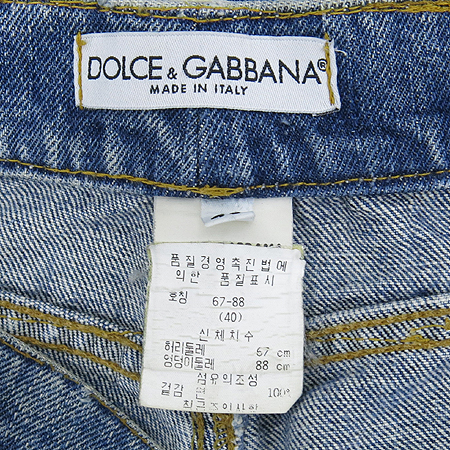 DOLCE & GABBANA®
MADE IN ITALY
품질경영촉진법에
의한 품질표시
호칭 67-88
(40)
신체치수
허리둘레 67 cm
엉덩이둘레 88 cm
섬유의조성
겉감 면 100%